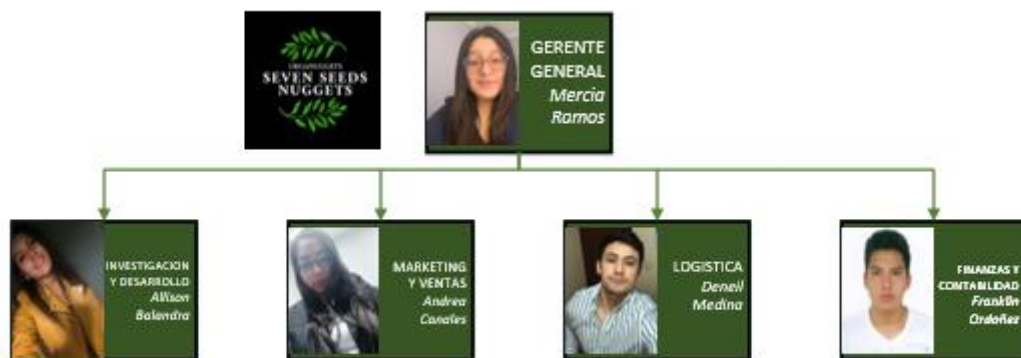 ORGANUGGETS
SEVEN SEEDS
NUGGETS
GERENTE
GENERAL
Mercia
Ramos
INVESTIGACION
Y DESARROLLO
Allison
Balandra
MARKETING
Y VENTAS
Andrea
Canales
LOGISTICA
Deneil
Medina
FINANZAS Y
CONTABILIDAD
Franklin
Ordoñez